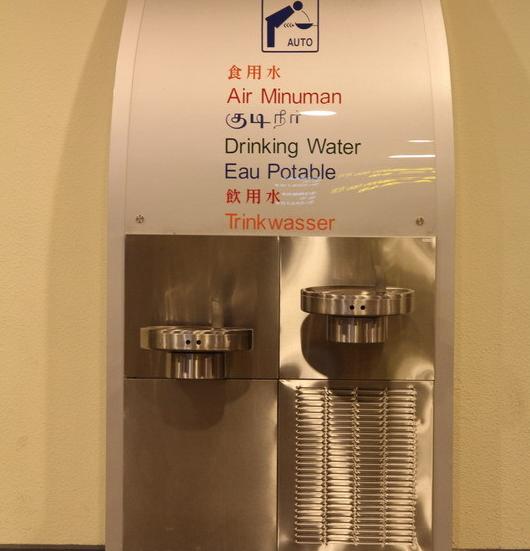 AUTO
食用水
Air Minuman
குடிநீர்
Drinking Water
Eau Potable
飲用水
Trinkwasser